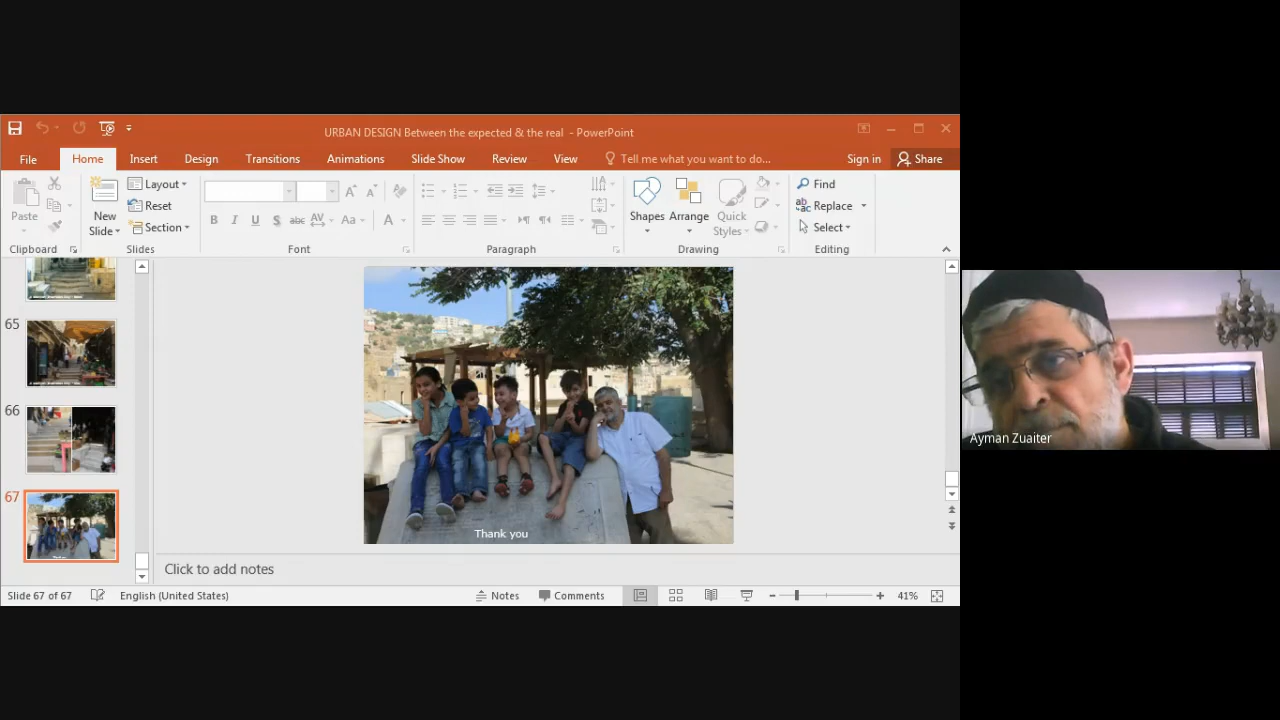 URBAN DESIGN Between the expected & the real - PowerPoint
File Home Insert Design Transitions Animations Slide Show Review View Tell me what you want to do... Sign in Share
Paste
New Slide
Layout
Reset
Section
B I U S abc AV Aa A
Shapes
Arrange
Quick Styles
Find
Replace
Select
Clipboard Slides Font Paragraph Drawing Editing
65
66
67
Thank you
Click to add notes
Slide 67 of 67 English (United States) Notes Comments 41%
Ayman Zuaiter